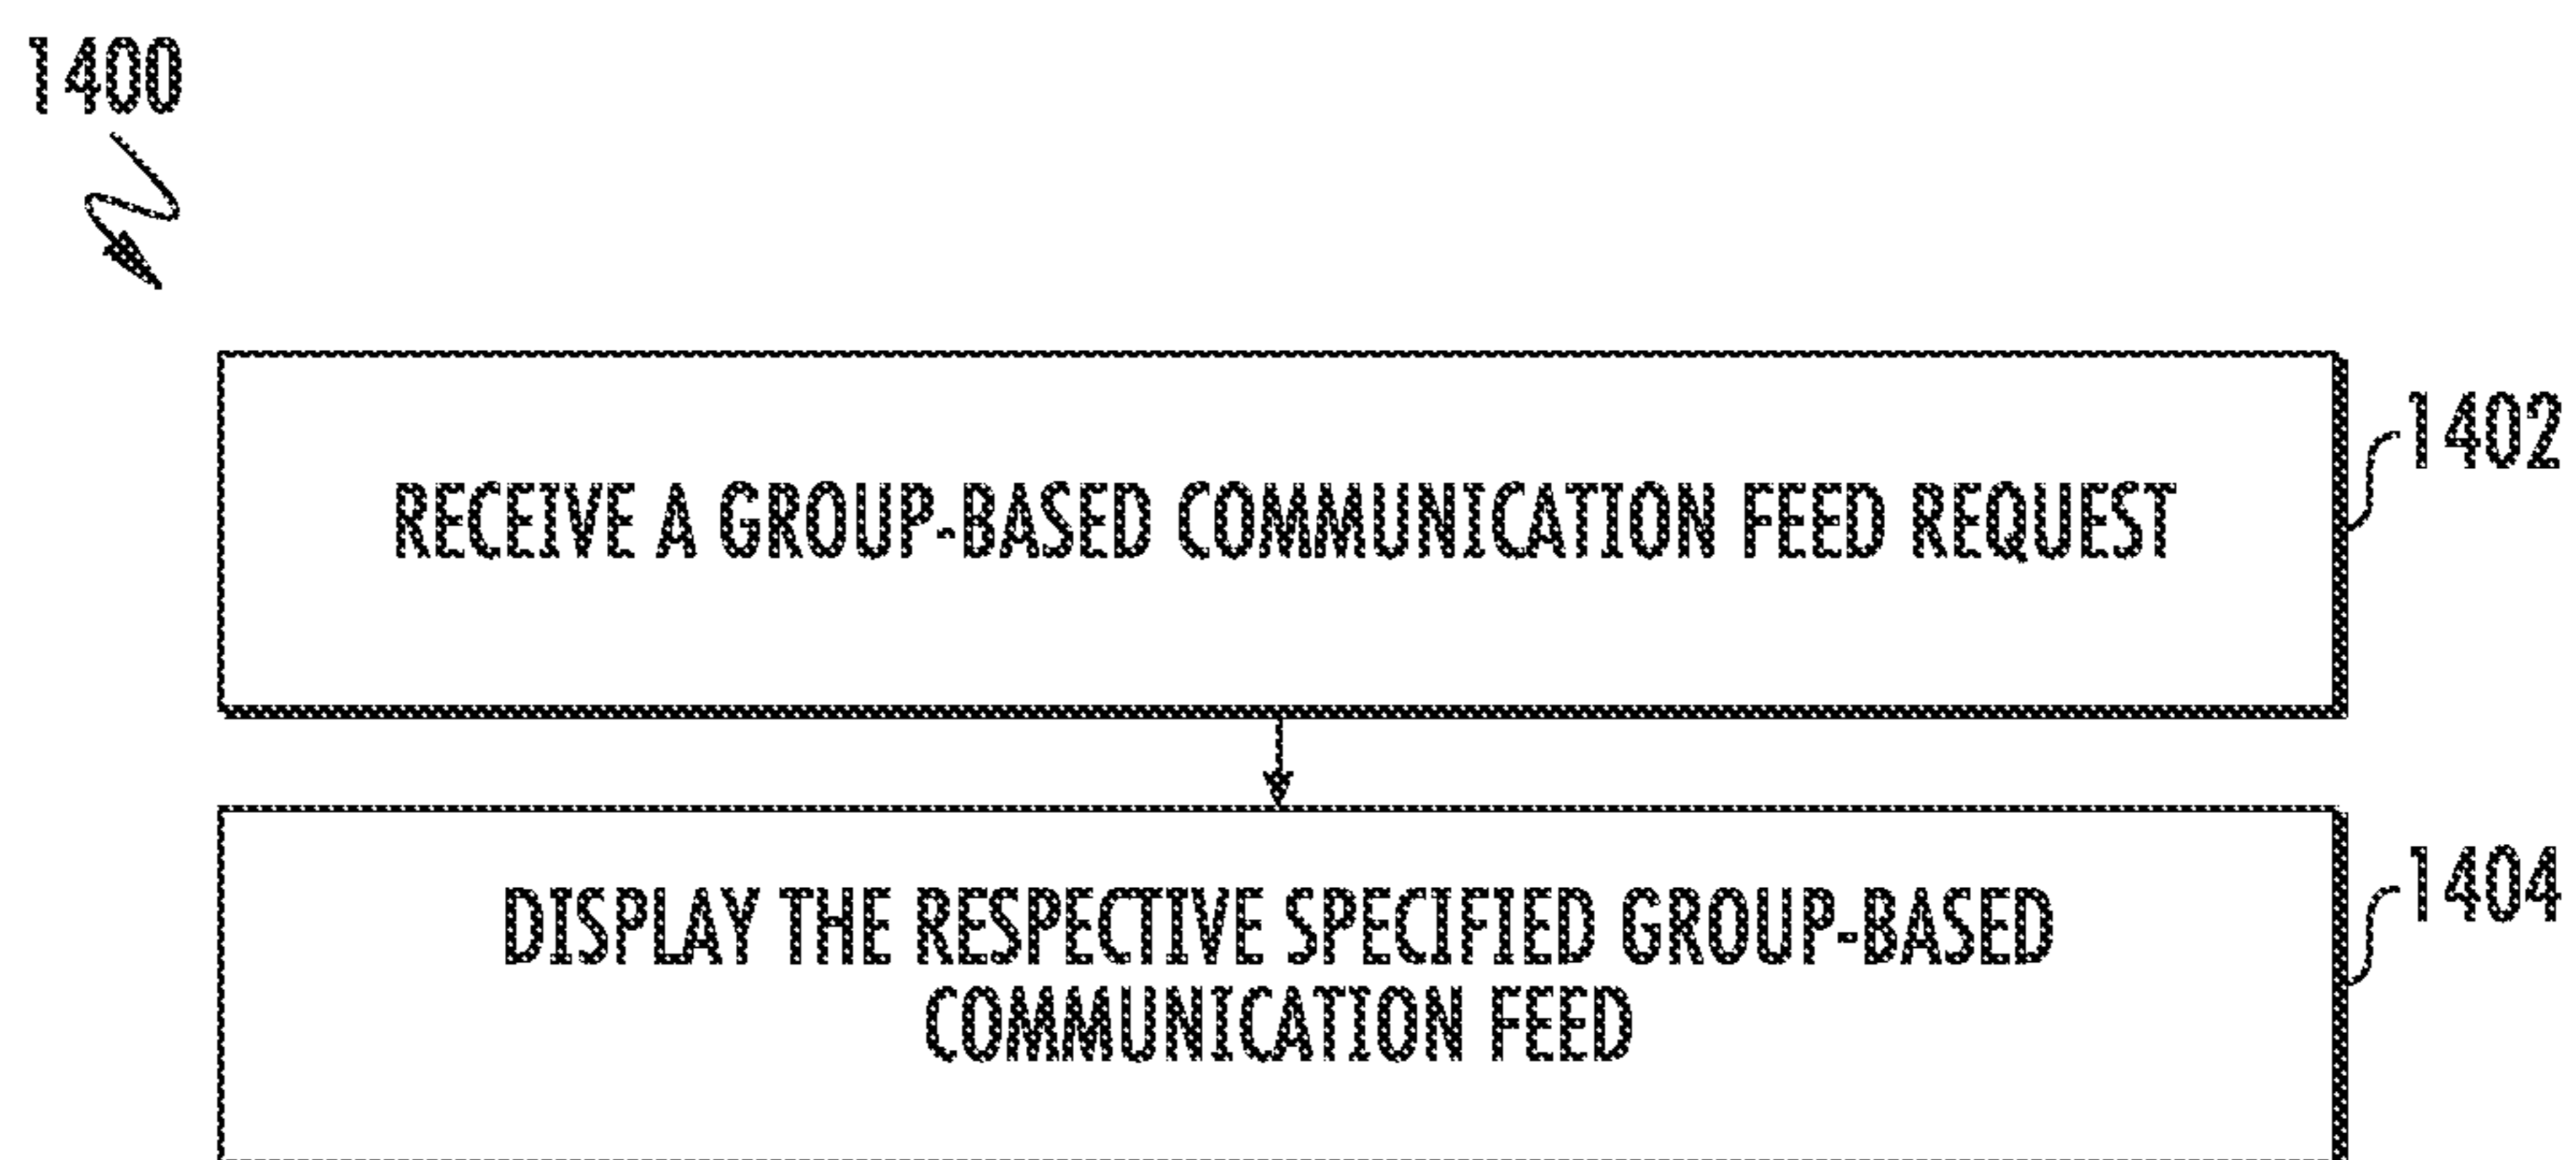 1400
RECEIVE A GROUP-BASED COMMUNICATION FEED REQUEST
1402
DISPLAY THE RESPECTIVE SPECIFIED GROUP-BASED
COMMUNICATION FEED
1404